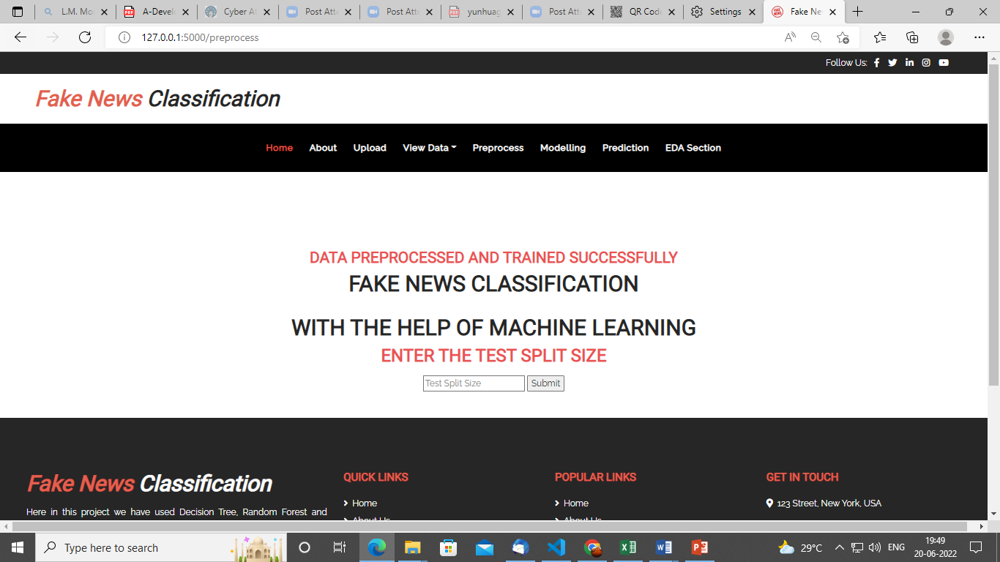 L.M. Mo
A-Devel
Cyber A
Post Att
Post Att
yunhuag
Post Att
QR Code
Settings
Fake Ne
127.0.0.1:5000/preprocess
Follow Us:
Fake News Classification
Home About Upload View Data Preprocess Modelling Prediction EDA Section
DATA PREPROCESSED AND TRAINED SUCCESSFULLY
FAKE NEWS CLASSIFICATION
WITH THE HELP OF MACHINE LEARNING
ENTER THE TEST SPLIT SIZE
Test Split Size Submit
Fake News Classification
Here in this project we have used Decision Tree, Random Forest and
QUICK LINKS
Home
About Us
POPULAR LINKS
Home
About Us
GET IN TOUCH
123 Street, New York, USA
Type here to search
29°C
ENG
19:49
20-06-2022